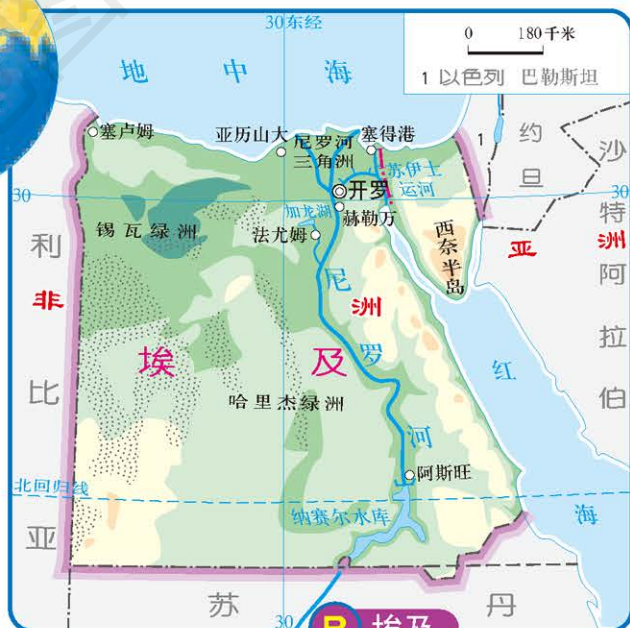 30东经
0 180千米
1 以色列 巴勒斯坦
地中海
塞卢姆
亚历山大
尼罗河
三角洲
塞得港
1
约旦
沙特阿拉伯
30
苏伊士
运河
30
开罗
加龙湖
赫勒万
锡瓦绿洲
法尤姆
西奈半岛
亚洲
利比亚
非洲
尼罗河
埃及
红海
哈里杰绿洲
北回归线
阿斯旺
纳赛尔水库
苏丹
30
B 埃及